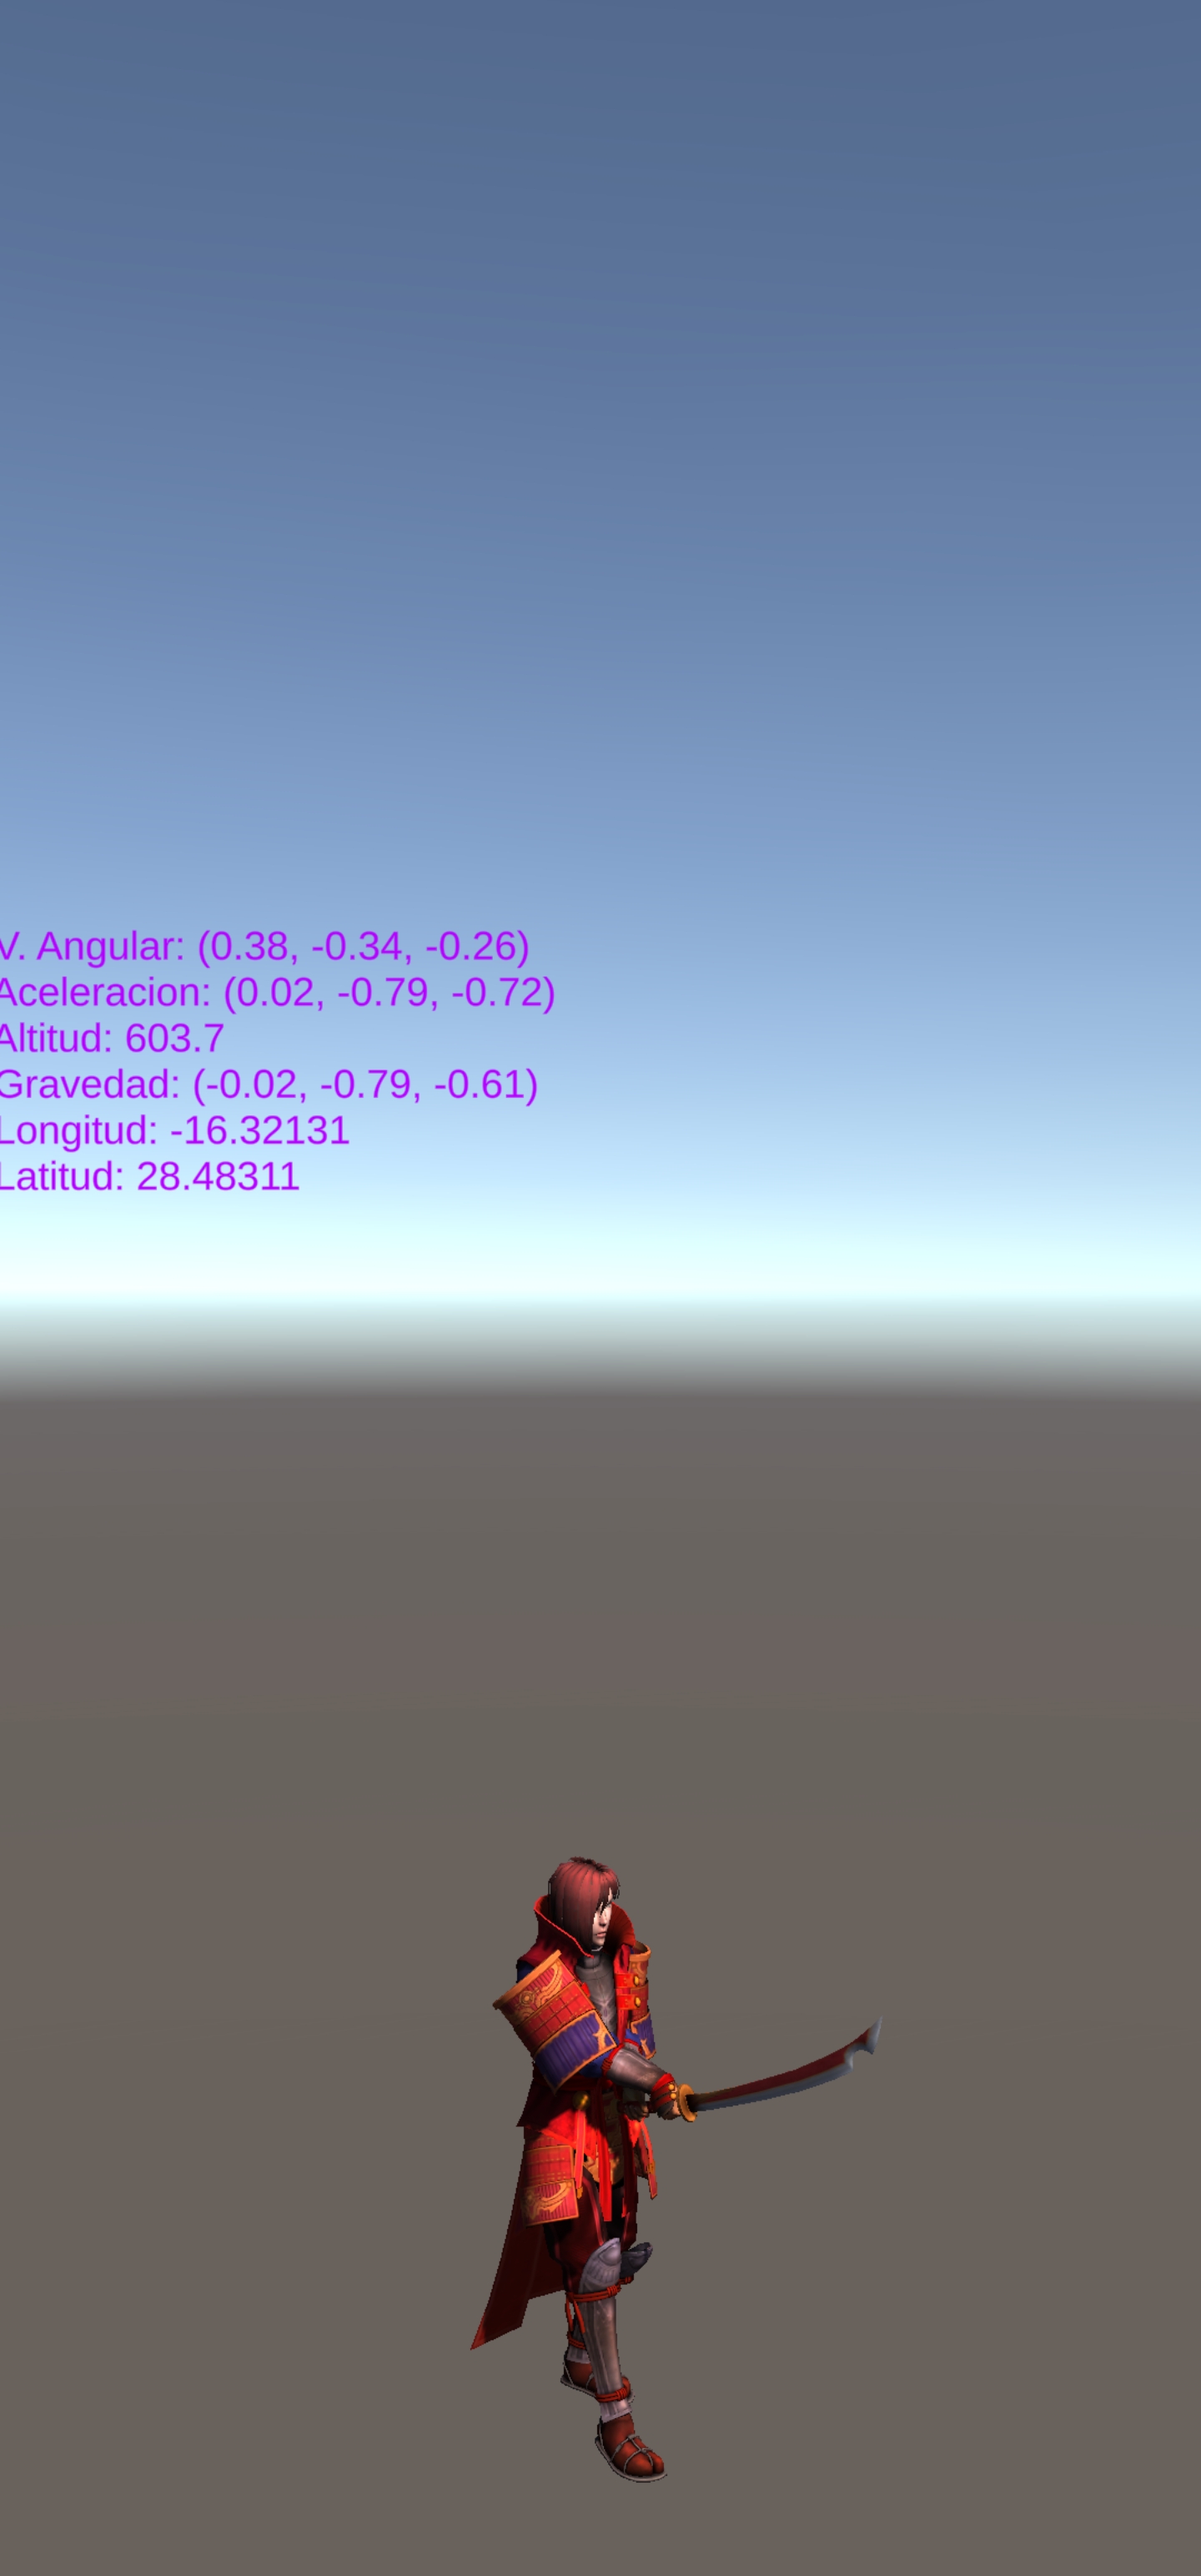 V. Angular: (0.38, -0.34, -0.26)
Aceleracion: (0.02, -0.79, -0.72)
Altitud: 603.7
Gravedad: (-0.02, -0.79, -0.61)
Longitud: -16.32131
Latitud: 28.48311